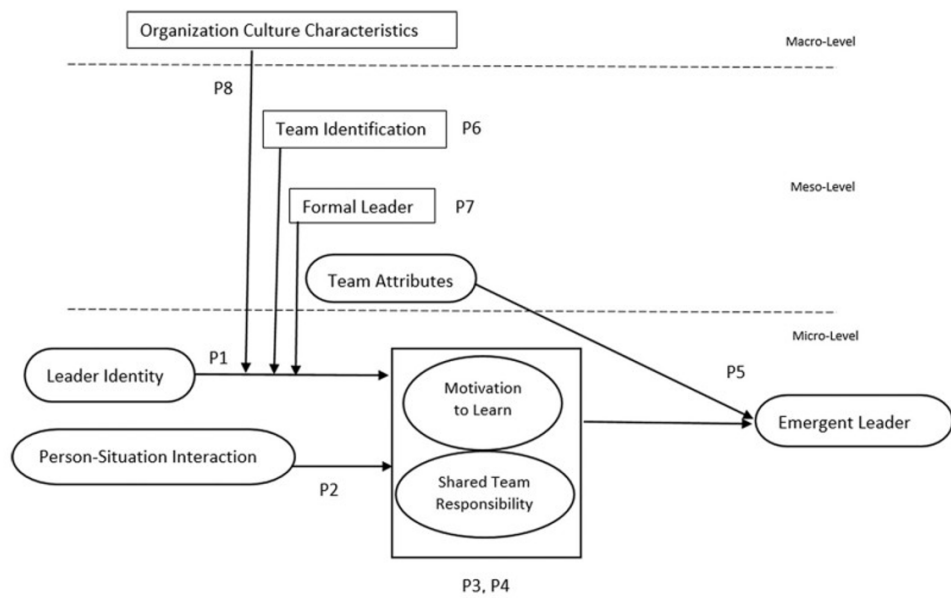 Organization Culture Characteristics
Macro-Level
P8
Team Identification
P6
Meso-Level
Formal Leader
P7
Team Attributes
Micro-Level
P1
Leader Identity
Motivation
to Learn
P5
Emergent Leader
Person-Situation Interaction
P2
Shared Team
Responsibility
P3, P4